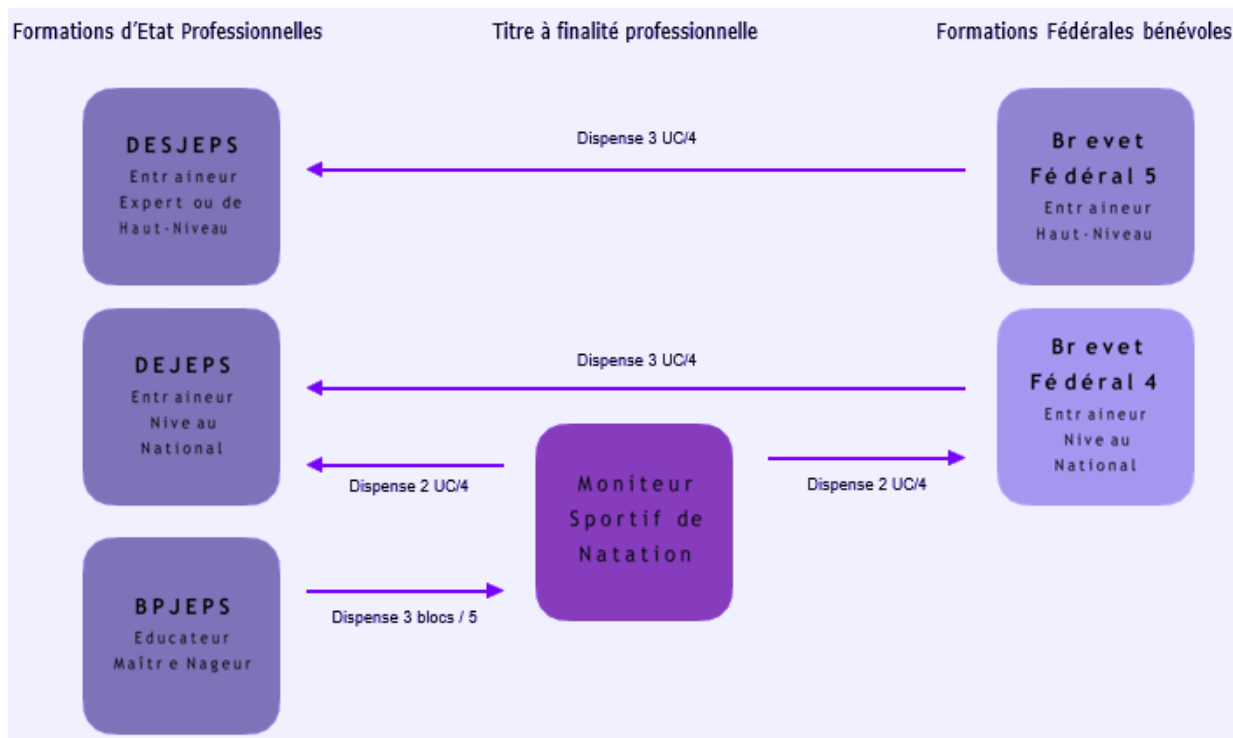 Formations d'Etat Professionnelles
Titre à finalité professionnelle
Formations Fédérales bénévoles
DESJEPS
Entraineur
Expert ou de
Haut-Niveau
Dispense 3 UC/4
Brevet
Fédéral 5
Entraineur
Haut-Niveau
DEJEPS
Entraineur
Niveau
National
Dispense 3 UC/4
Brevet
Fédéral 4
Entraineur
Niveau
National
Dispense 2 UC/4
Moniteur
Sportif de
Natation
Dispense 2 UC/4
BPJEPS
Educateur
Maître Nageur
Dispense 3 blocs / 5